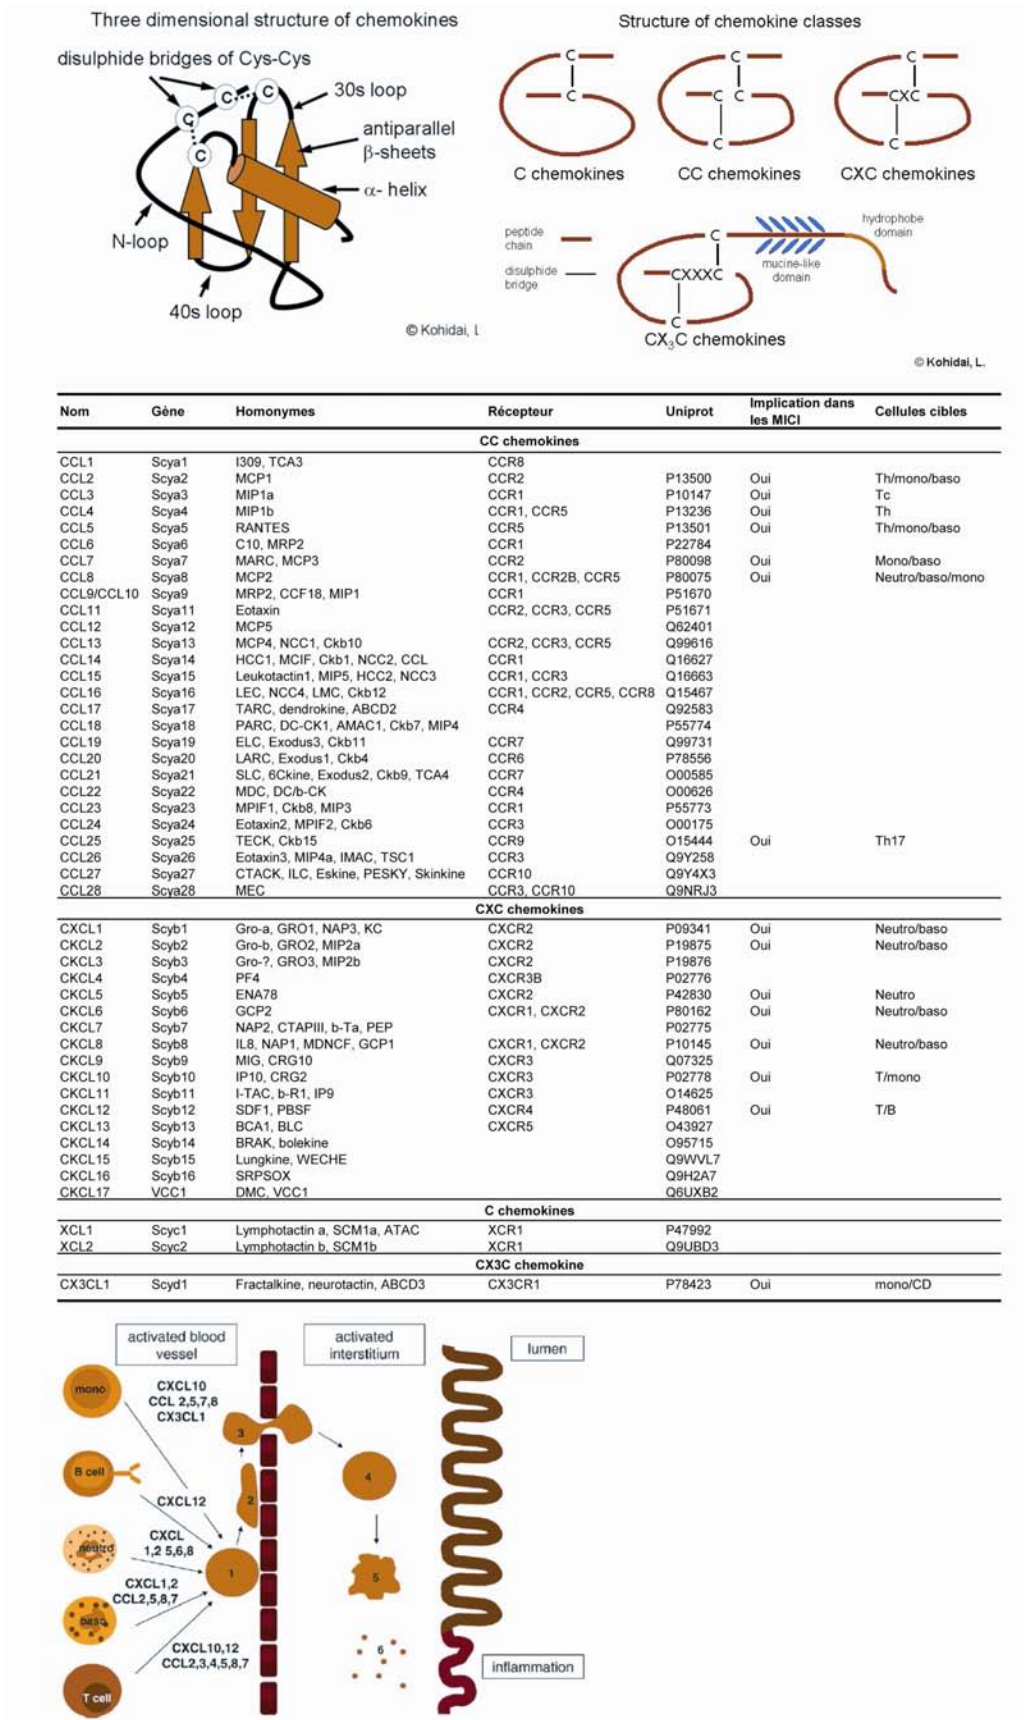 Three dimensional structure of chemokines
disulphide bridges of Cys-Cys
C
C
C
C
30s loop
antiparallel
β-sheets
α- helix
N-loop
40s loop
© Kohidai, L
Structure of chemokine classes
C
C
C chemokines
C
C C
C
CC chemokines
C
CXC
C
CXC chemokines
peptide
chain
disulphide
bridge
C
CXXXC
C
mucine-like
domain
hydrophobe
domain
CX3C chemokines
© Kohidai, L.
Nom Gène Homonymes Récepteur Uniprot Implication dans les MICI Cellules cibles
CC chemokines
CCL1 Scya1 I309, TCA3 CCR8
CCL2 Scya2 MCP1 CCR2 P13500 Oui Th/mono/baso
CCL3 Scya3 MIP1a CCR1 P10147 Oui Tc
CCL4 Scya4 MIP1b CCR1, CCR5 P13236 Oui Th
CCL5 Scya5 RANTES CCR5 P13501 Oui Th/mono/baso
CCL6 Scya6 C10, MRP2 CCR1 P22784
CCL7 Scya7 MARC, MCP3 CCR2 P80098 Oui Mono/baso
CCL8 Scya8 MCP2 CCR1, CCR2B, CCR5 P80075 Oui Neutro/baso/mono
CCL9/CCL10 Scya9 MRP2, CCF18, MIP1 CCR1 P51670
CCL11 Scya11 Eotaxin CCR2, CCR3, CCR5 P51671
CCL12 Scya12 MCP5 Q62401
CCL13 Scya13 MCP4, NCC1, Ckb10 CCR2, CCR3, CCR5 Q99616
CCL14 Scya14 HCC1, MCIF, Ckb1, NCC2, CCL CCR1 Q16627
CCL15 Scya15 Leukotactin1, MIP5, HCC2, NCC3 CCR1, CCR3 Q16663
CCL16 Scya16 LEC, NCC4, LMC, Ckb12 CCR1, CCR2, CCR5, CCR8 Q15467
CCL17 Scya17 TARC, dendrokine, ABCD2 CCR4 Q92583
CCL18 Scya18 PARC, DC-CK1, AMAC1, Ckb7, MIP4 P55774
CCL19 Scya19 ELC, Exodus3, Ckb11 CCR7 Q99731
CCL20 Scya20 LARC, Exodus1, Ckb4 CCR6 P78556
CCL21 Scya21 SLC, 6Ckine, Exodus2, Ckb9, TCA4 CCR7 O00585
CCL22 Scya22 MDC, DC/b-CK CCR4 O00626
CCL23 Scya23 MPIF1, Ckb8, MIP3 CCR1 P55773
CCL24 Scya24 Eotaxin2, MPIF2, Ckb6 CCR3 O00175
CCL25 Scya25 TECK, Ckb15 CCR9 O15444 Oui Th17
CCL26 Scya26 Eotaxin3, MIP4a, IMAC, TSC1 CCR3 Q9Y258
CCL27 Scya27 CTACK, ILC, Eskine, PESKY, Skinkine CCR10 Q9Y4X3
CCL28 Scya28 MEC CCR3, CCR10 Q9NRJ3
CXC chemokines
CXCL1 Scyb1 Gro-a, GRO1, NAP3, KC CXCR2 P09341 Oui Neutro/baso
CKCL2 Scyb2 Gro-b, GRO2, MIP2a CXCR2 P19875 Oui Neutro/baso
CKCL3 Scyb3 Gro-?, GRO3, MIP2b CXCR2 P19876
CKCL4 Scyb4 PF4 CXCR3B P02776
CKCL5 Scyb5 ENA78 CXCR2 P42830 Oui Neutro
CKCL6 Scyb6 GCP2 CXCR1, CXCR2 P80162 Oui Neutro/baso
CKCL7 Scyb7 NAP2, CTAPIII, b-Ta, PEP P02775
CKCL8 Scyb8 IL8, NAP1, MDNCF, GCP1 CXCR1, CXCR2 P10145 Oui Neutro/baso
CKCL9 Scyb9 MIG, CRG10 CXCR3 Q07325
CKCL10 Scyb10 IP10, CRG2 CXCR3 P02778 Oui T/mono
CKCL11 Scyb11 I-TAC, b-R1, IP9 CXCR3 O14625
CKCL12 Scyb12 SDF1, PBSF CXCR4 P48061 Oui T/B
CKCL13 Scyb13 BCA1, BLC CXCR5 O43927
CKCL14 Scyb14 BRAK, bolekine O95715
CKCL15 Scyb15 Lungkine, WECHE Q9WVL7
CKCL16 Scyb16 SRPSOX Q9H2A7
CKCL17 VCC1 DMC, VCC1 Q6UXB2
C chemokines
XCL1 Scyc1 Lymphotactin a, SCM1a, ATAC XCR1 P47992
XCL2 Scyc2 Lymphotactin b, SCM1b XCR1 Q9UBD3
CX3C chemokine
CX3CL1 Scyd1 Fractalkine, neurotactin, ABCD3 CX3CR1 P78423 Oui mono/CD
activated blood
vessel
activated
interstitium
lumen
mono
CXCL10
CCL 2,5,7,8
CX3CL1
3
B cell
4
CXCL12
2
neutro
CXCL
1,2 5,6,8
1
5
CXCL1,2
CCL2,5,8,7
baso
CXCL10,12
CCL2,3,4,5,8,7
6
inflammation
T cell